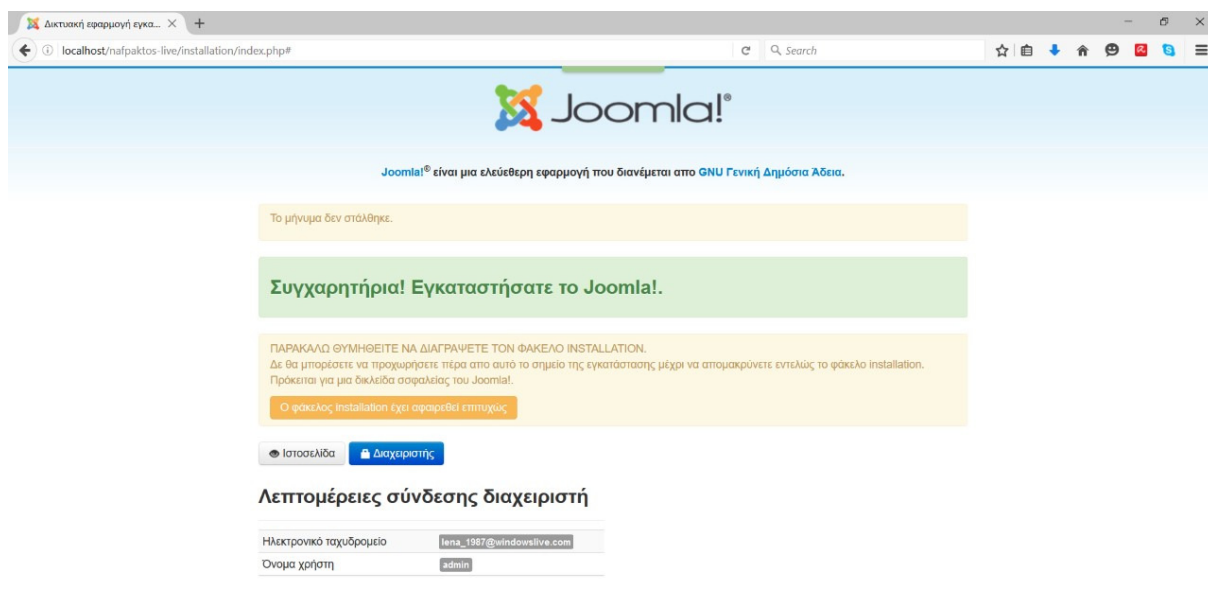 Δικτυακή εφαρμογή εγκα...
localhost/nafpaktos-live/installation/index.php#
Search
Joomla!®
Joomla!® είναι μια ελεύθερη εφαρμογή που διανέμεται απο GNU Γενική Δημόσια Άδεια.
Το μήνυμα δεν στάλθηκε.
Συγχαρητήρια! Εγκαταστήσατε το Joomla!.
ΠΑΡΑΚΑΛΩ ΘΥΜΗΘΕΙΤΕ ΝΑ ΔΙΑΓΡΑΨΕΤΕ ΤΟΝ ΦΑΚΕΛΟ INSTALLATION.
Δε θα μπορέσετε να προχωρήσετε πέρα απο αυτό το σημείο της εγκατάστασης μέχρι να απομακρύνετε εντελώς το φάκελο installation.
Πρόκειται για μια δικλείδα ασφαλείας του Joomla!.
Ο φάκελος installation έχει αφαιρεθεί επιτυχώς
Ιστοσελίδα
Διαχειριστής
Λεπτομέρειες σύνδεσης διαχειριστή
Ηλεκτρονικό ταχυδρομείο lena_1987@windowslive.com
Όνομα χρήστη admin